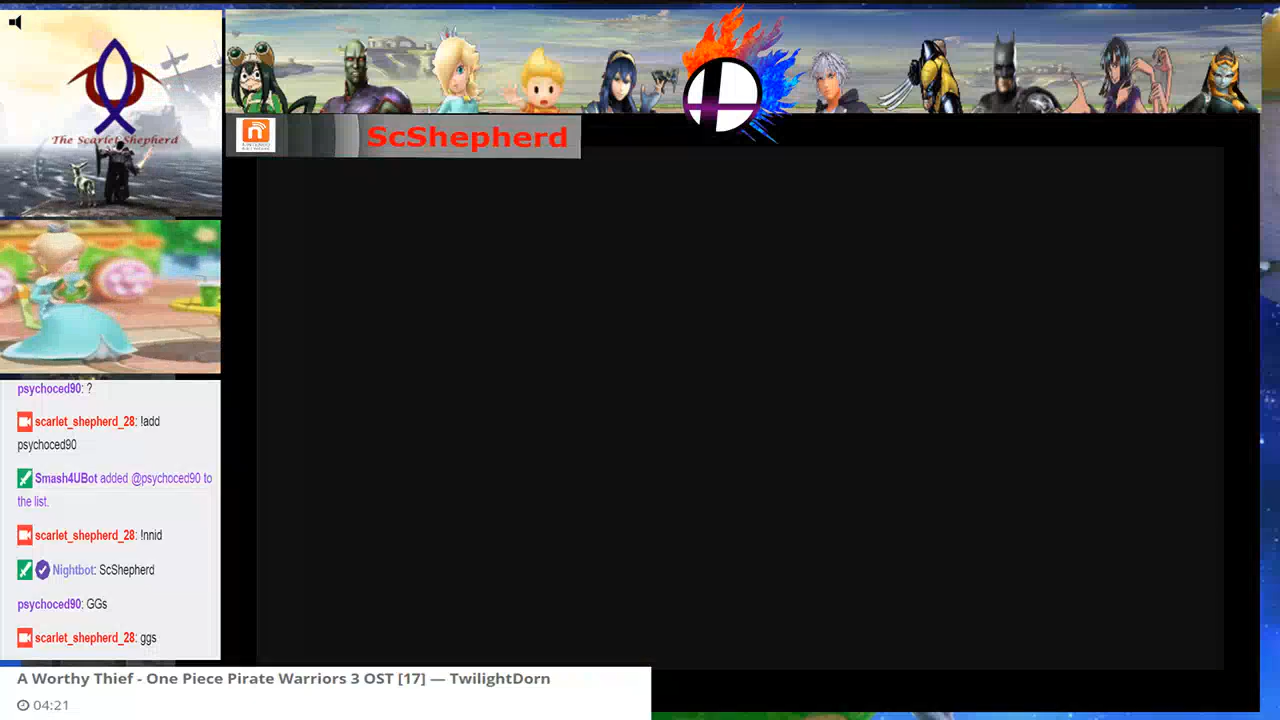 The Scarlet Shepherd
ScShepherd
psychoced90: ?
scarlet_shepherd_28: !add
psychoced90
Smash4UBot added @psychoced90 to
the list.
scarlet_shepherd_28: !nnid
Nightbot: ScShepherd
psychoced90: GGs
scarlet_shepherd_28: ggs
A Worthy Thief - One Piece Pirate Warriors 3 OST [17] — TwilightDorn
04:21